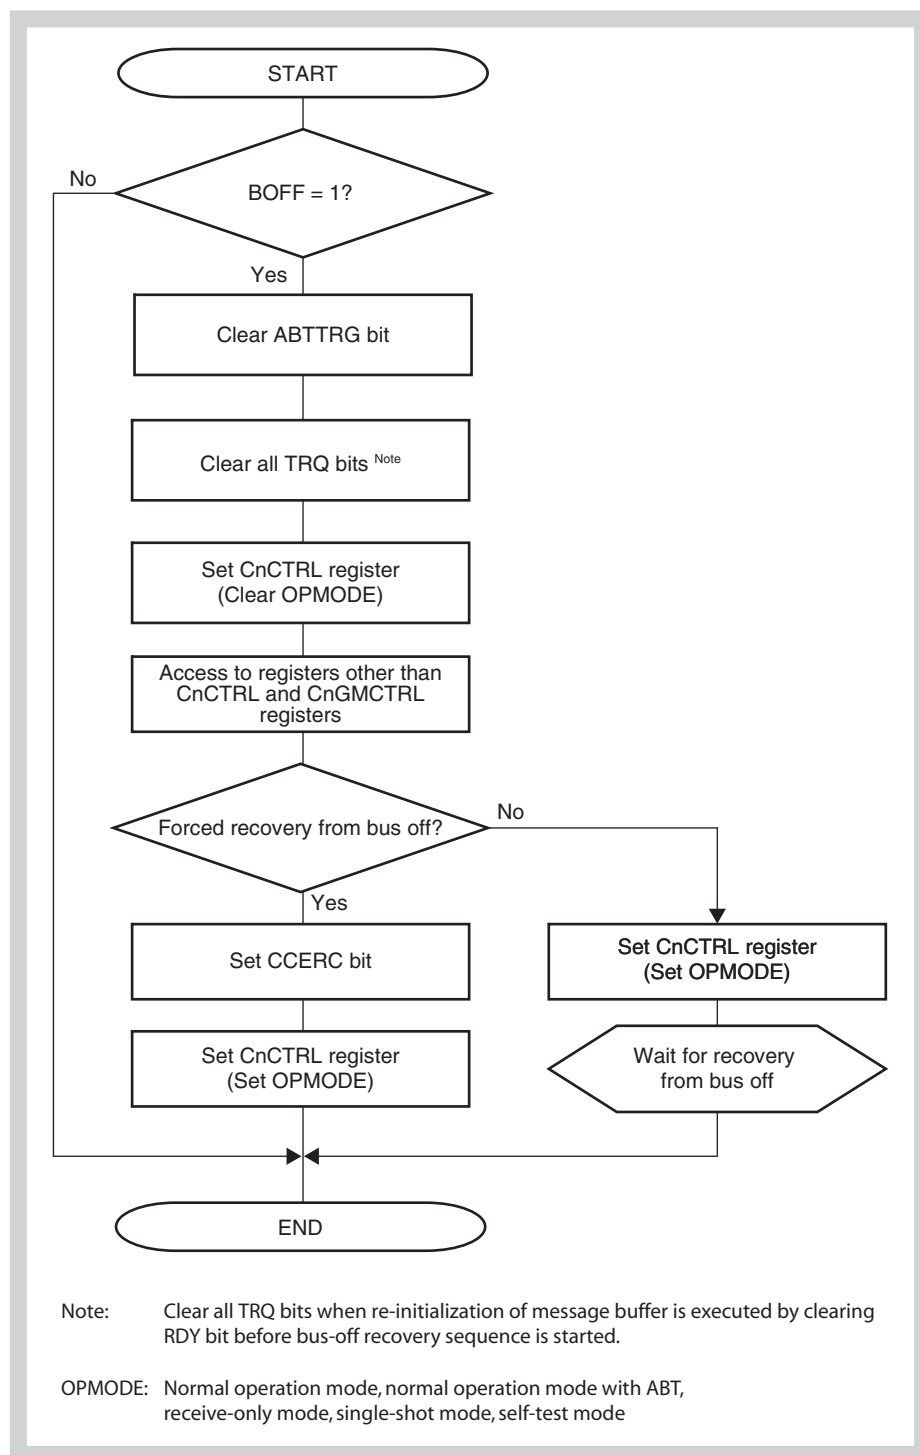 START
No
BOFF = 1?
Yes
Clear ABTTRG bit
Clear all TRQ bits Note
Set CnCTRL register
(Clear OPMODE)
Access to registers other than
CnCTRL and CnGMCTRL
registers
Forced recovery from bus off?
No
Yes
Set CCERC bit
Set CnCTRL register
(Set OPMODE)
Set CnCTRL register
(Set OPMODE)
Wait for recovery
from bus off
END
Note: Clear all TRQ bits when re-initialization of message buffer is executed by clearing
RDY bit before bus-off recovery sequence is started.
OPMODE: Normal operation mode, normal operation mode with ABT,
receive-only mode, single-shot mode, self-test mode